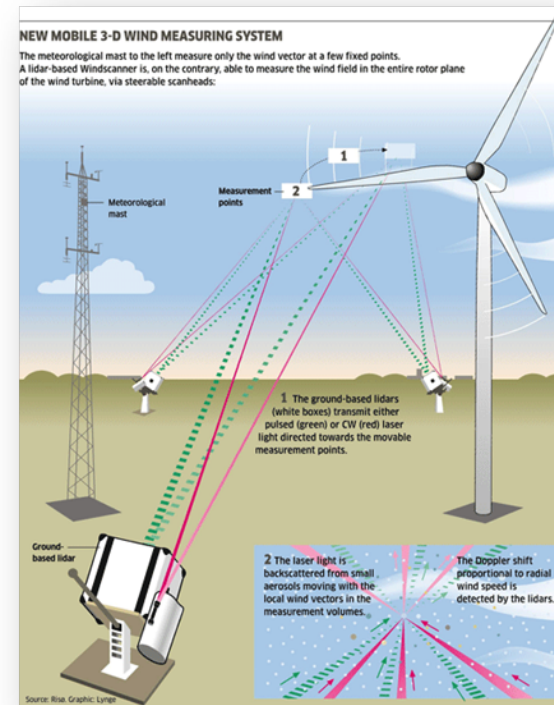 NEW MOBILE 3-D WIND MEASURING SYSTEM
The meteorological mast to the left measure only the wind vector at a few fixed points.
A lidar-based Windscanner is, on the contrary, able to measure the wind field in the entire rotor plane
of the wind turbine, via steerable scanheads:
1
2
Measurement
points
Meteorological
mast
1 The ground-based lidars
(white boxes) transmit either
pulsed (green) or CW (red) laser
light directed towards the movable
measurement points.
Ground-
based lidar
2 The laser light is
backscattered from small
aerosols moving with the
local wind vectors in the
measurement volumes.
The Doppler shift
proportional to radial
wind speed is
detected by the lidars.
Source: Risø. Graphic: Lynge